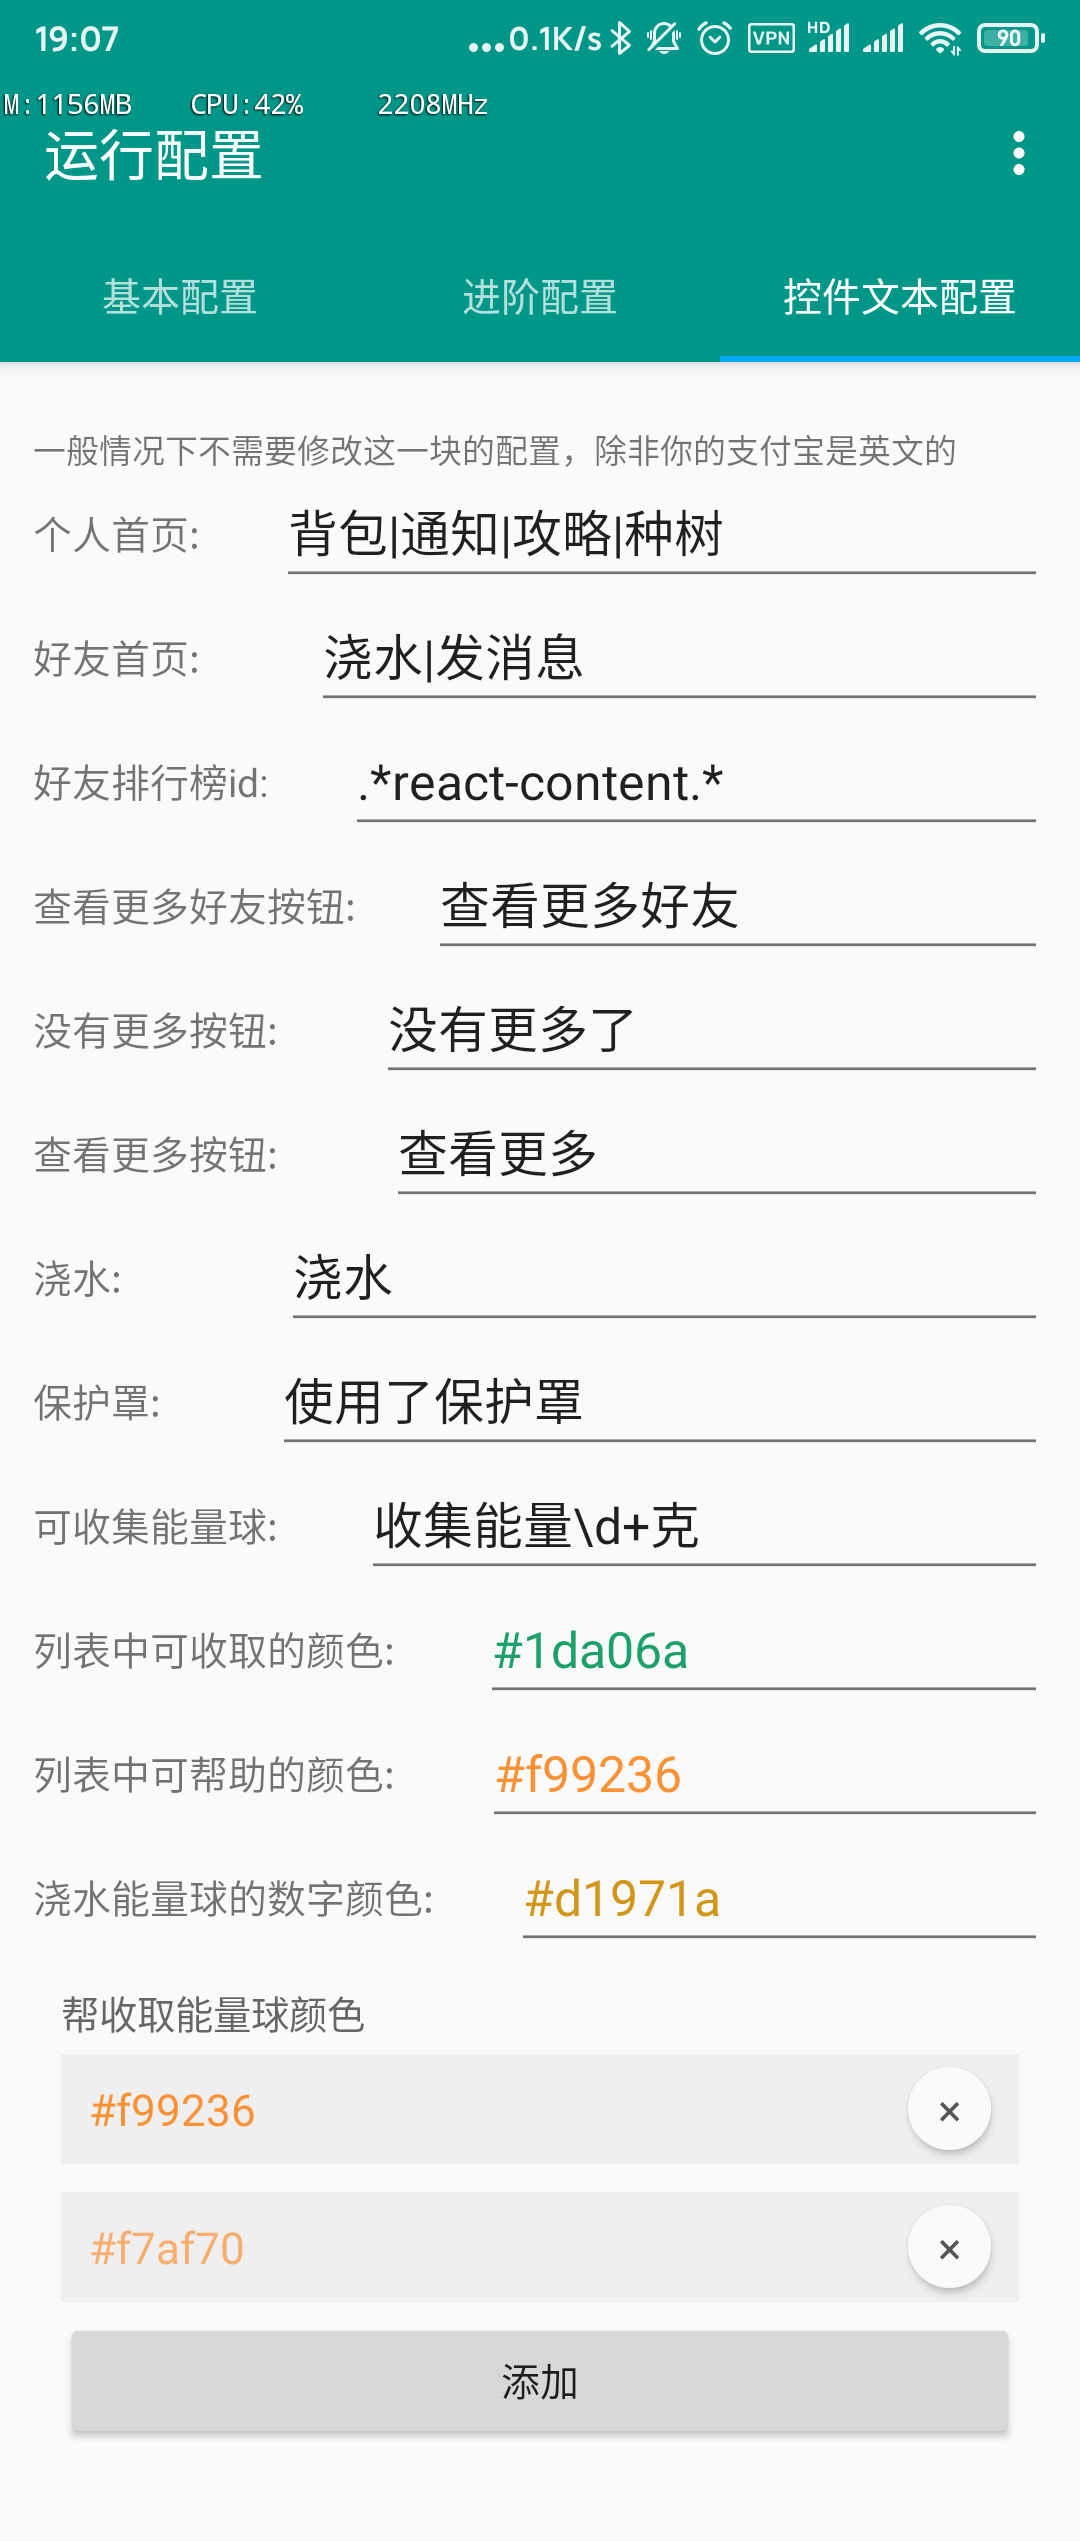 19:07 ...0.1K/s VPN HD 90
M:1156MB CPU:42% 2208MHz
运行配置
基本配置 进阶配置 控件文本配置
一般情况下不需要修改这一块的配置，除非你的支付宝是英文的
个人首页: 背包|通知|攻略|种树
好友首页: 浇水|发消息
好友排行榜id: .*react-content.*
查看更多好友按钮: 查看更多好友
没有更多按钮: 没有更多了
查看更多按钮: 查看更多
浇水: 浇水
保护罩: 使用了保护罩
可收集能量球: 收集能量\d+克
列表中可收取的颜色: #1da06a
列表中可帮助的颜色: #f99236
浇水能量球的数字颜色: #d1971a
帮收取能量球颜色
#f99236 ×
#f7af70 ×
添加